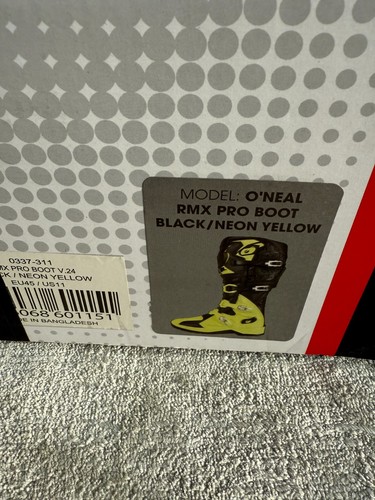 MODEL: O'NEAL
RMX PRO BOOT
BLACK/NEON YELLOW
0337-311
PRO BOOT V.24
/ NEON YELLOW
EU45 / US11
068 601151
IN BANGLADESH